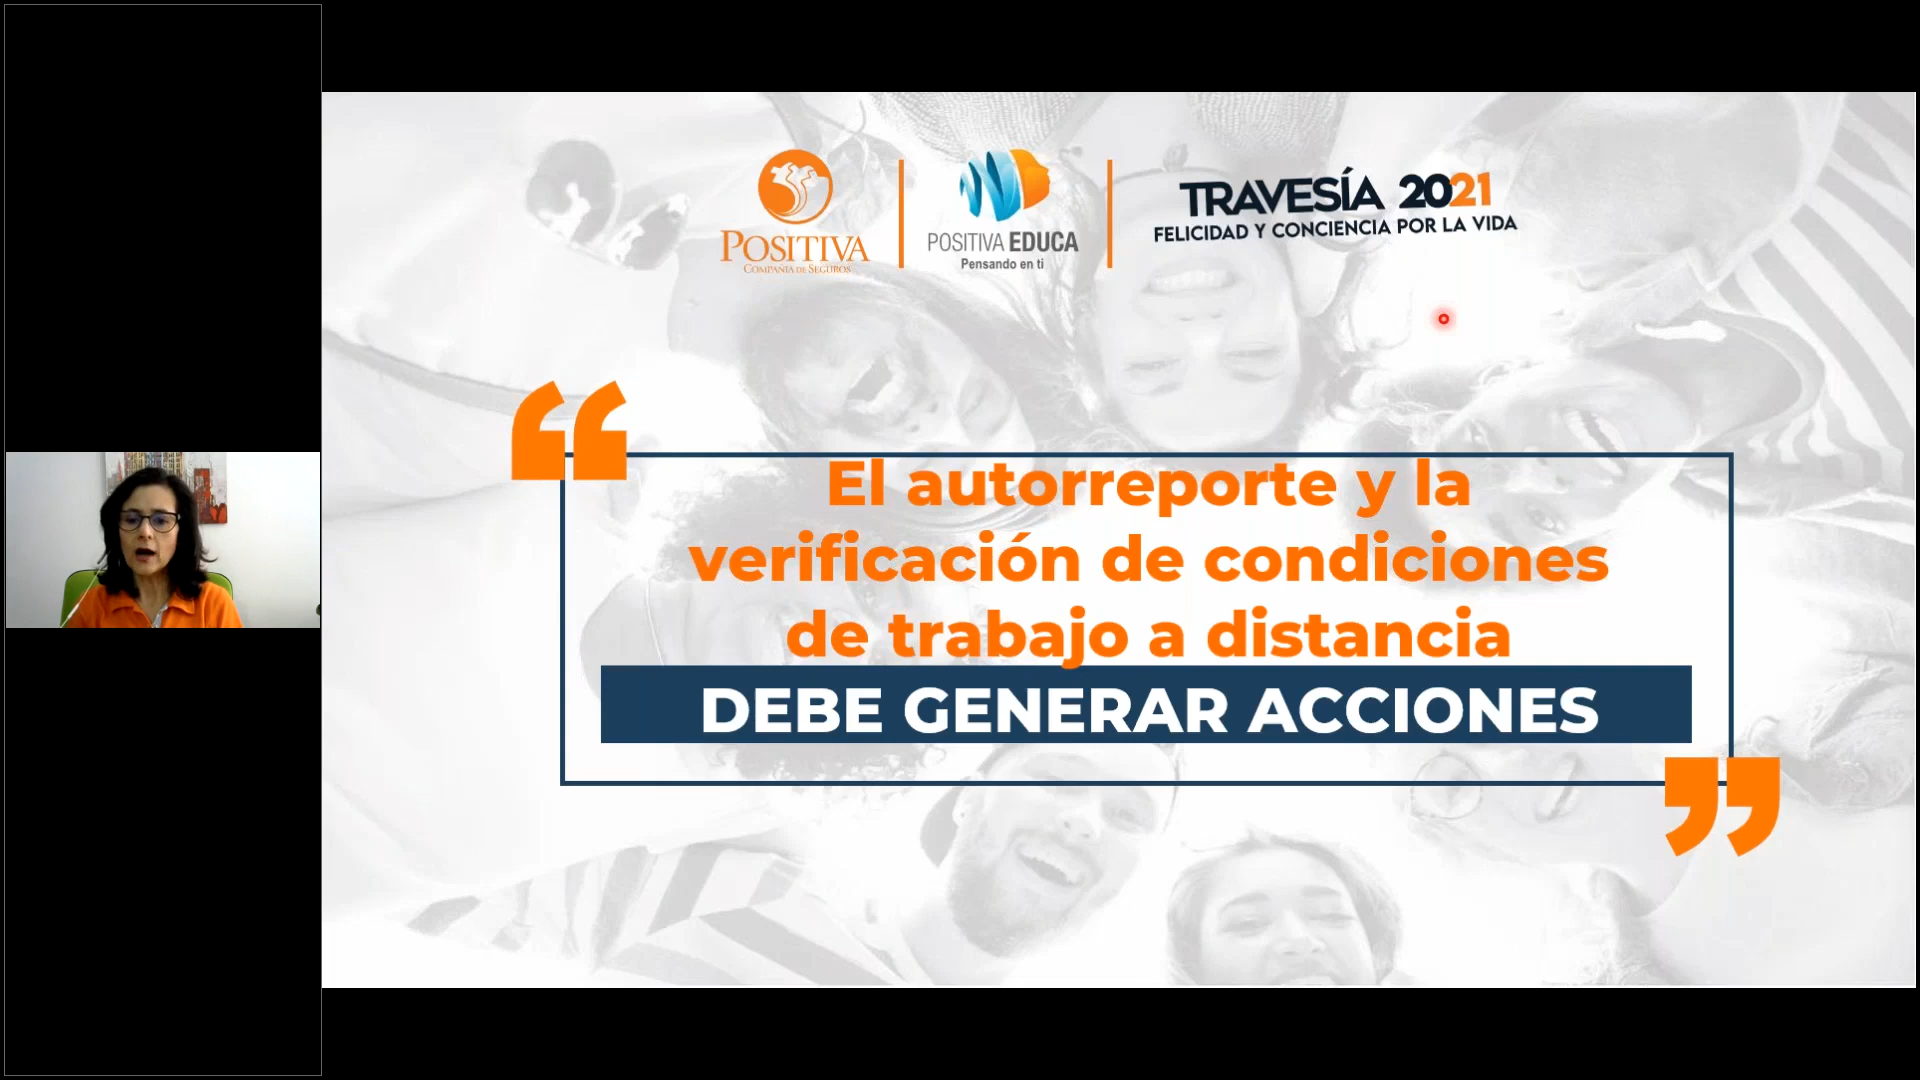 POSITIVA
COMPAÑÍA DE SEGUROS
POSITIVA EDUCA
Pensando en ti
TRAVESÍA 2021
FELICIDAD Y CONCIENCIA POR LA VIDA
“
El autorreporte y la
verificación de condiciones
de trabajo a distancia
DEBE GENERAR ACCIONES
”